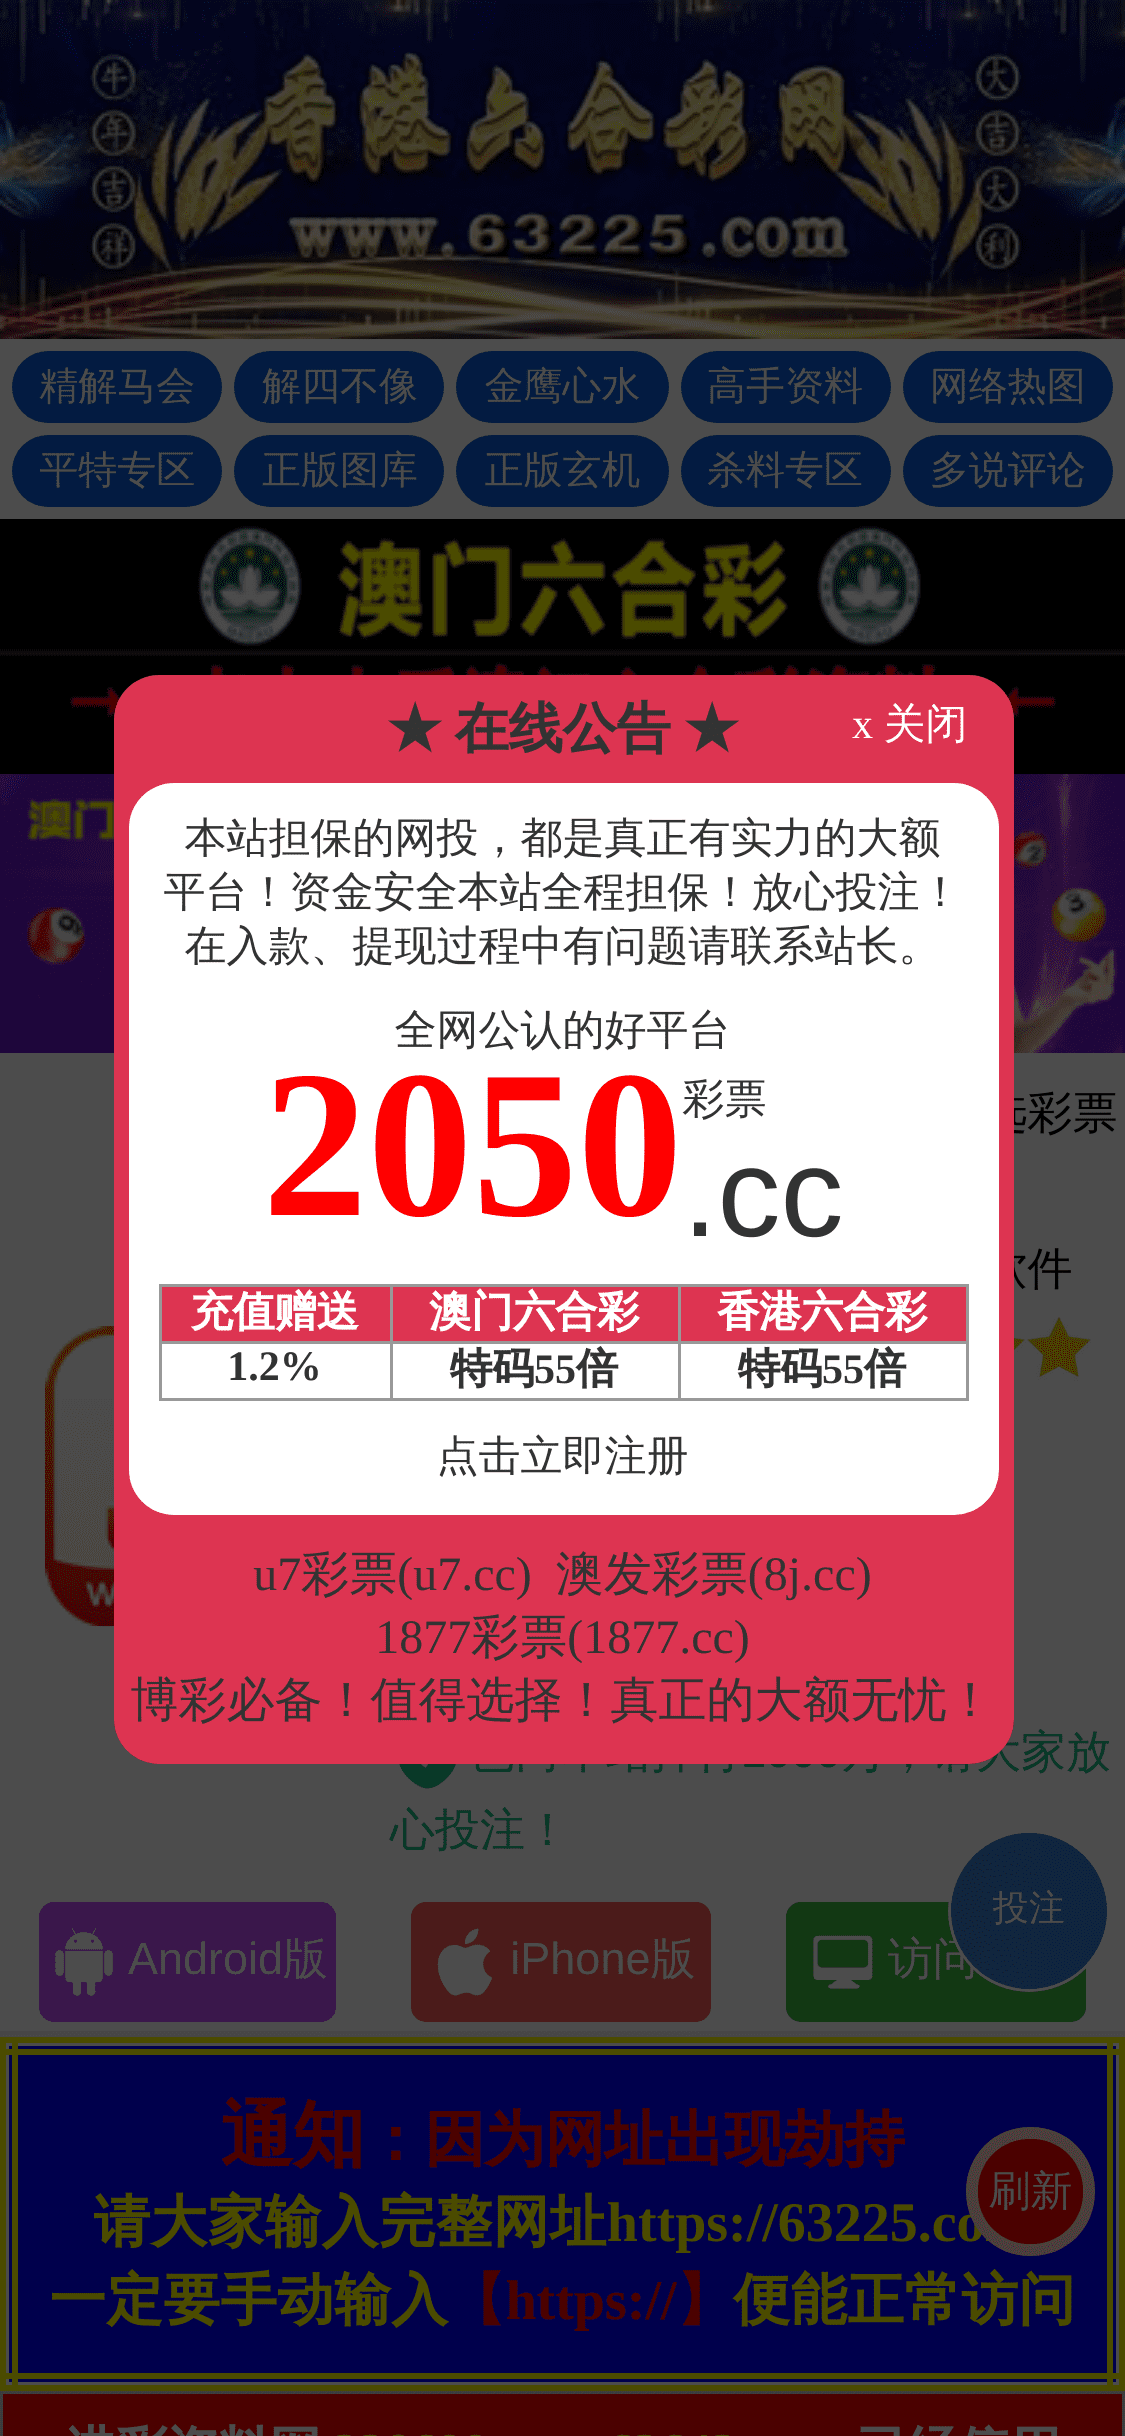 牛年吉祥
香港六合彩网
大吉大利
www.63225.com
精解马会 解四不像 金鹰心水 高手资料 网络热图
平特专区 正版图库 正版玄机 杀料专区 多说评论
澳门六合彩
澳门
★ 在线公告 ★
x 关闭
本站担保的网投，都是真正有实力的大额
平台！资金安全本站全程担保！放心投注！
在入款、提现过程中有问题请联系站长。
全网公认的好平台
2050彩票.cc
充值赠送 澳门六合彩 香港六合彩
1.2% 特码55倍 特码55倍
点击立即注册
彩票
软件
u7彩票(u7.cc) 澳发彩票(8j.cc)
1877彩票(1877.cc)
博彩必备！值得选择！真正的大额无忧！
大家放
心投注！
投注
Android版 iPhone版 访问
通知：因为网址出现劫持
刷新
请大家输入完整网址https://63225.co
一定要手动输入【https://】便能正常访问